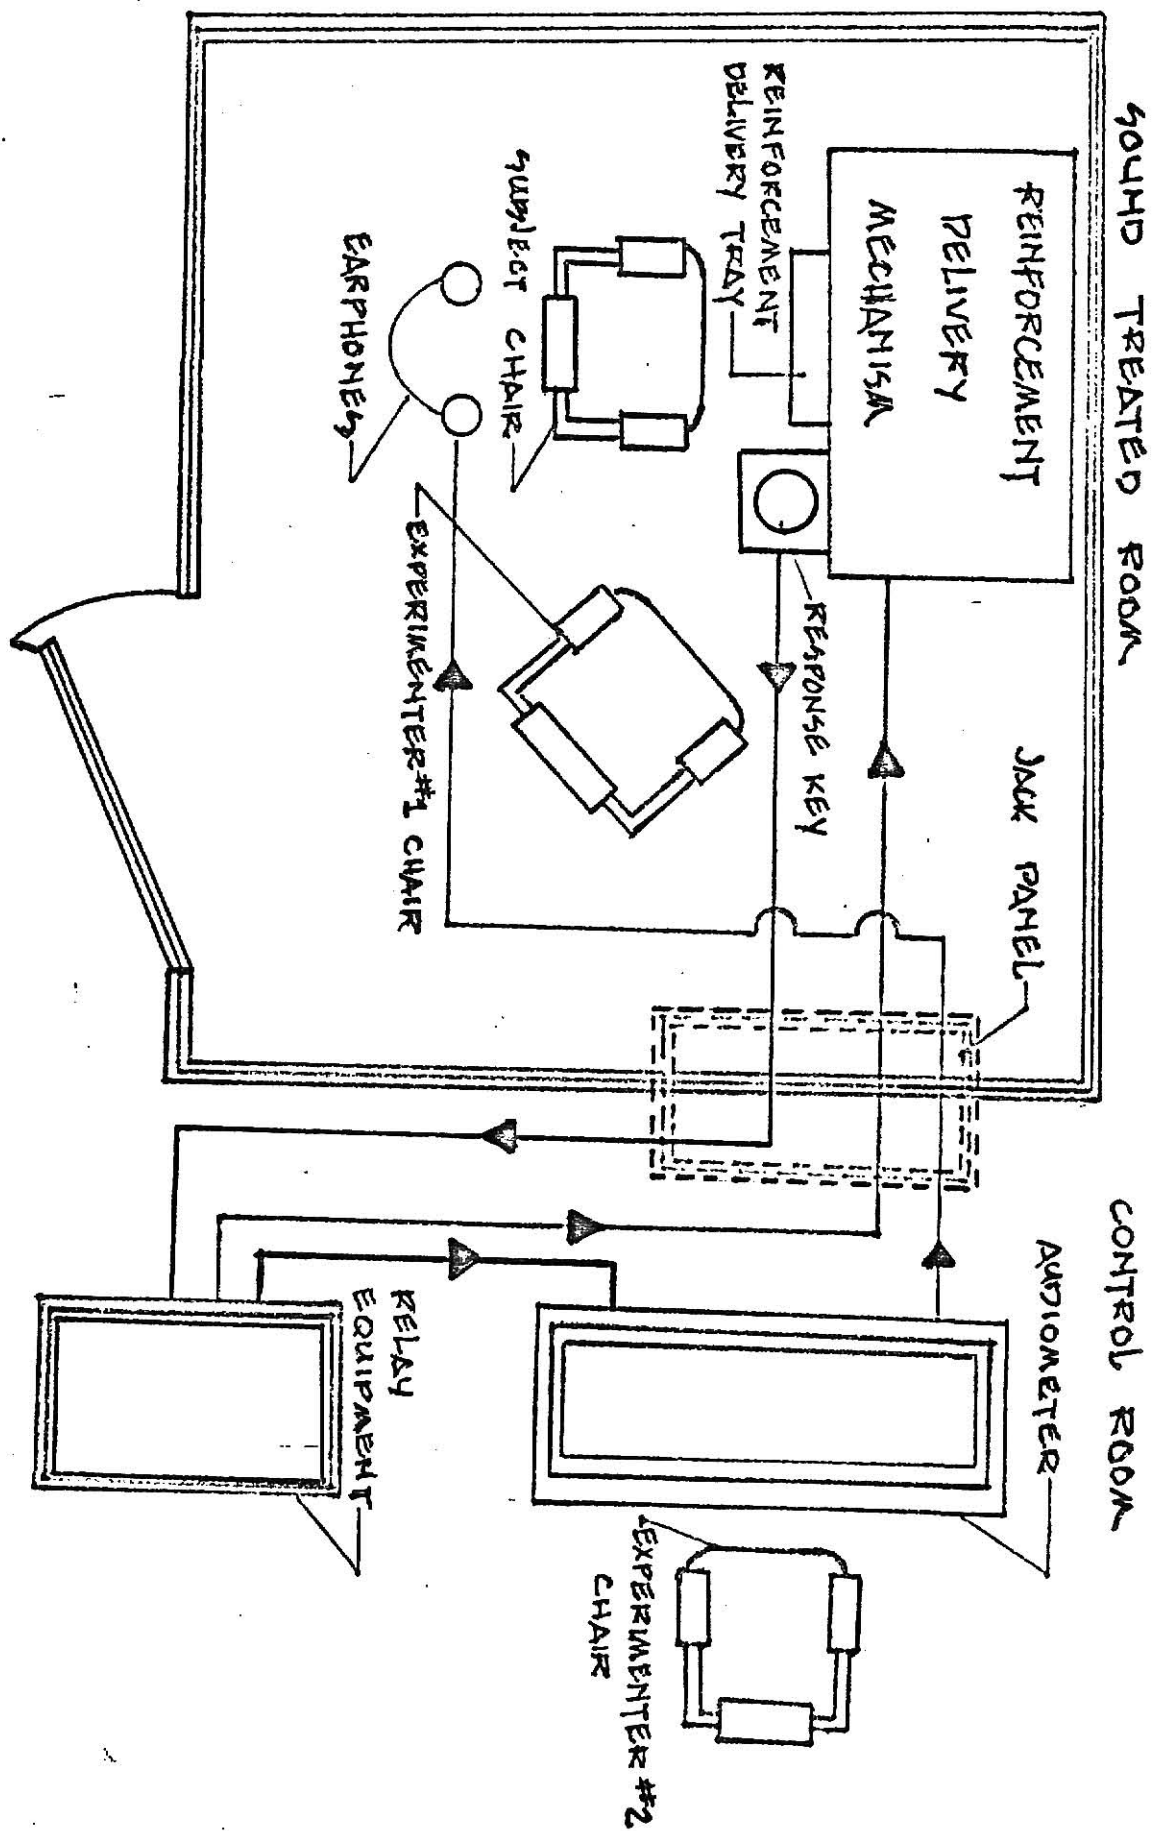 SOUND TREATED ROOM
CONTROL ROOM
REINFORCEMENT
DELIVERY
MECHANISM
REINFORCEMENT
DELIVERY TRAY
RESPONSE KEY
JACK PANEL
AUDIOMETER
SUBJECT CHAIR
EARPHONES
EXPERIMENTER #1 CHAIR
RELAY
EQUIPMENT
EXPERIMENTER #2
CHAIR